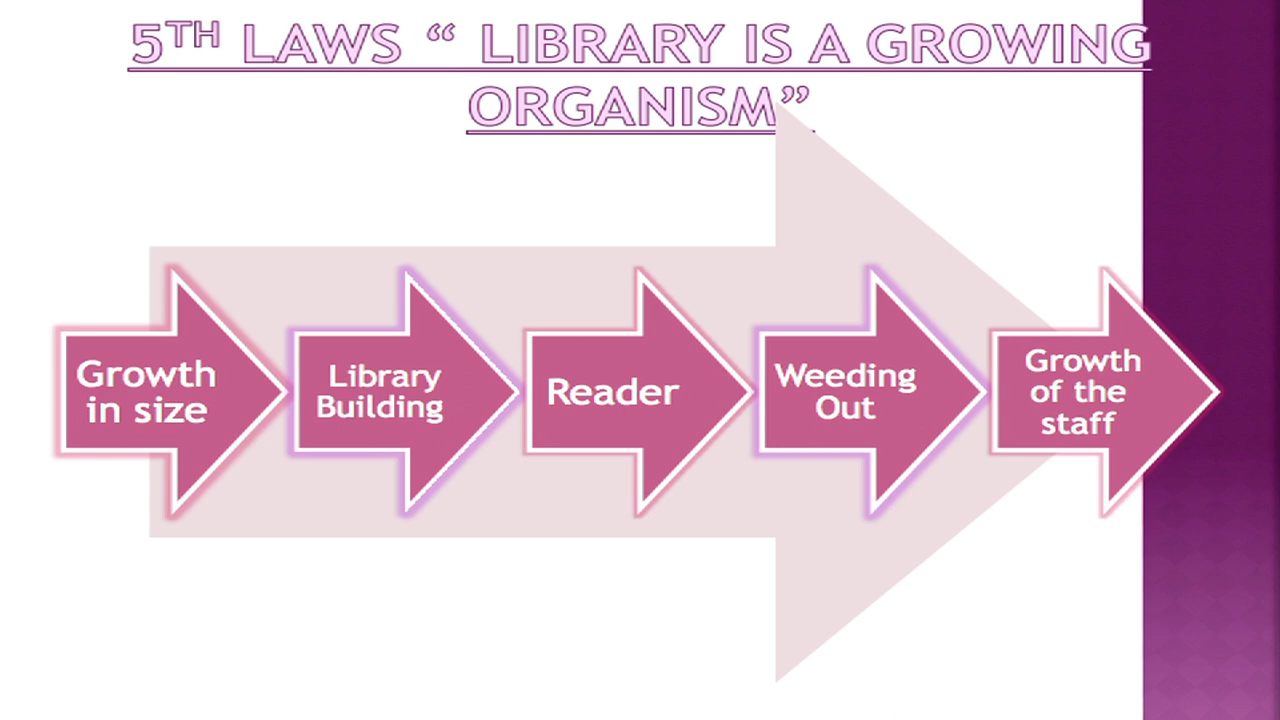 5TH LAWS “ LIBRARY IS A GROWING
ORGANISM”
Growth
in size
Library
Building
Reader
Weeding
Out
Growth
of the
staff